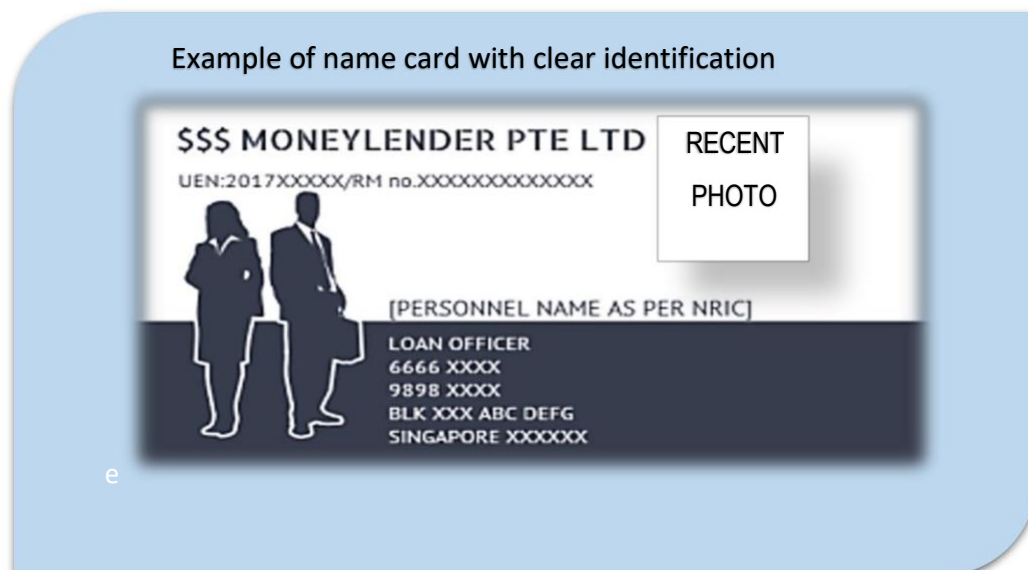 Example of name card with clear identification
$$$ MONEYLENDER PTE LTD
UEN:2017XXXXX/RM no.XXXXXXXXXXXXX
RECENT
PHOTO
[PERSONNEL NAME AS PER NRIC]
LOAN OFFICER
6666 XXXX
9898 XXXX
BLK XXX ABC DEFG
SINGAPORE XXXXXX
e